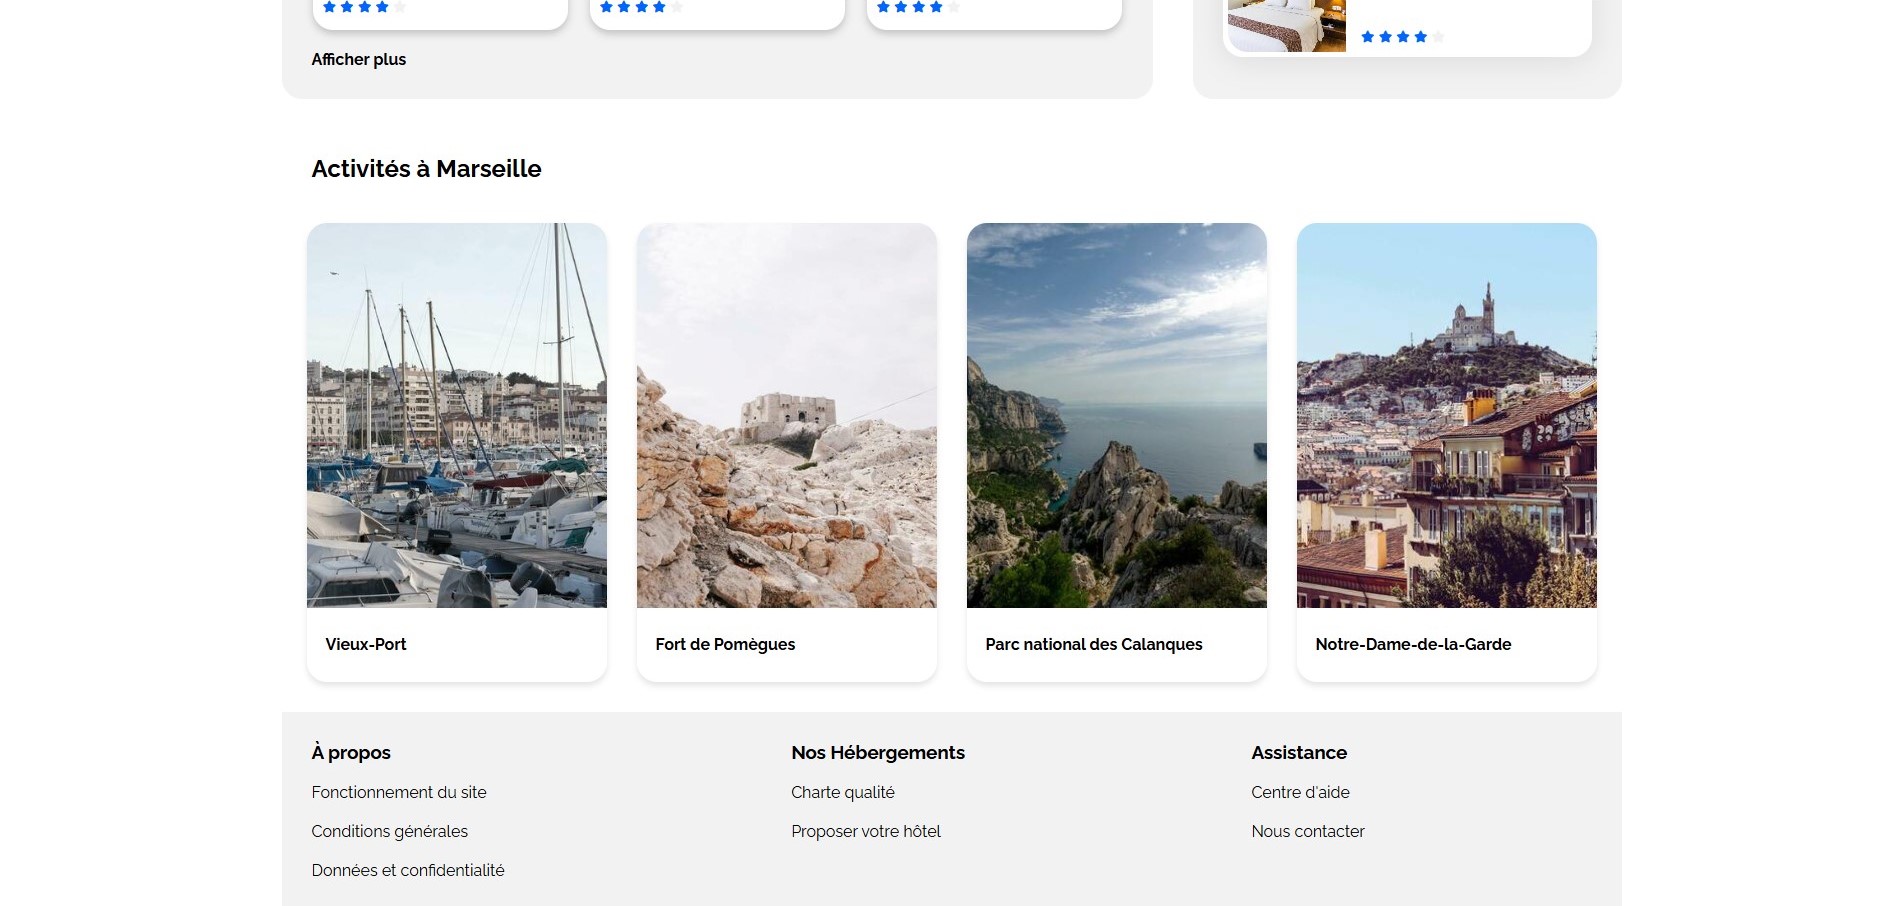 Afficher plus
Activités à Marseille
Vieux-Port
Fort de Pomègues
Parc national des Calanques
Notre-Dame-de-la-Garde
À propos
Fonctionnement du site
Conditions générales
Données et confidentialité
Nos Hébergements
Charte qualité
Proposer votre hôtel
Assistance
Centre d'aide
Nous contacter